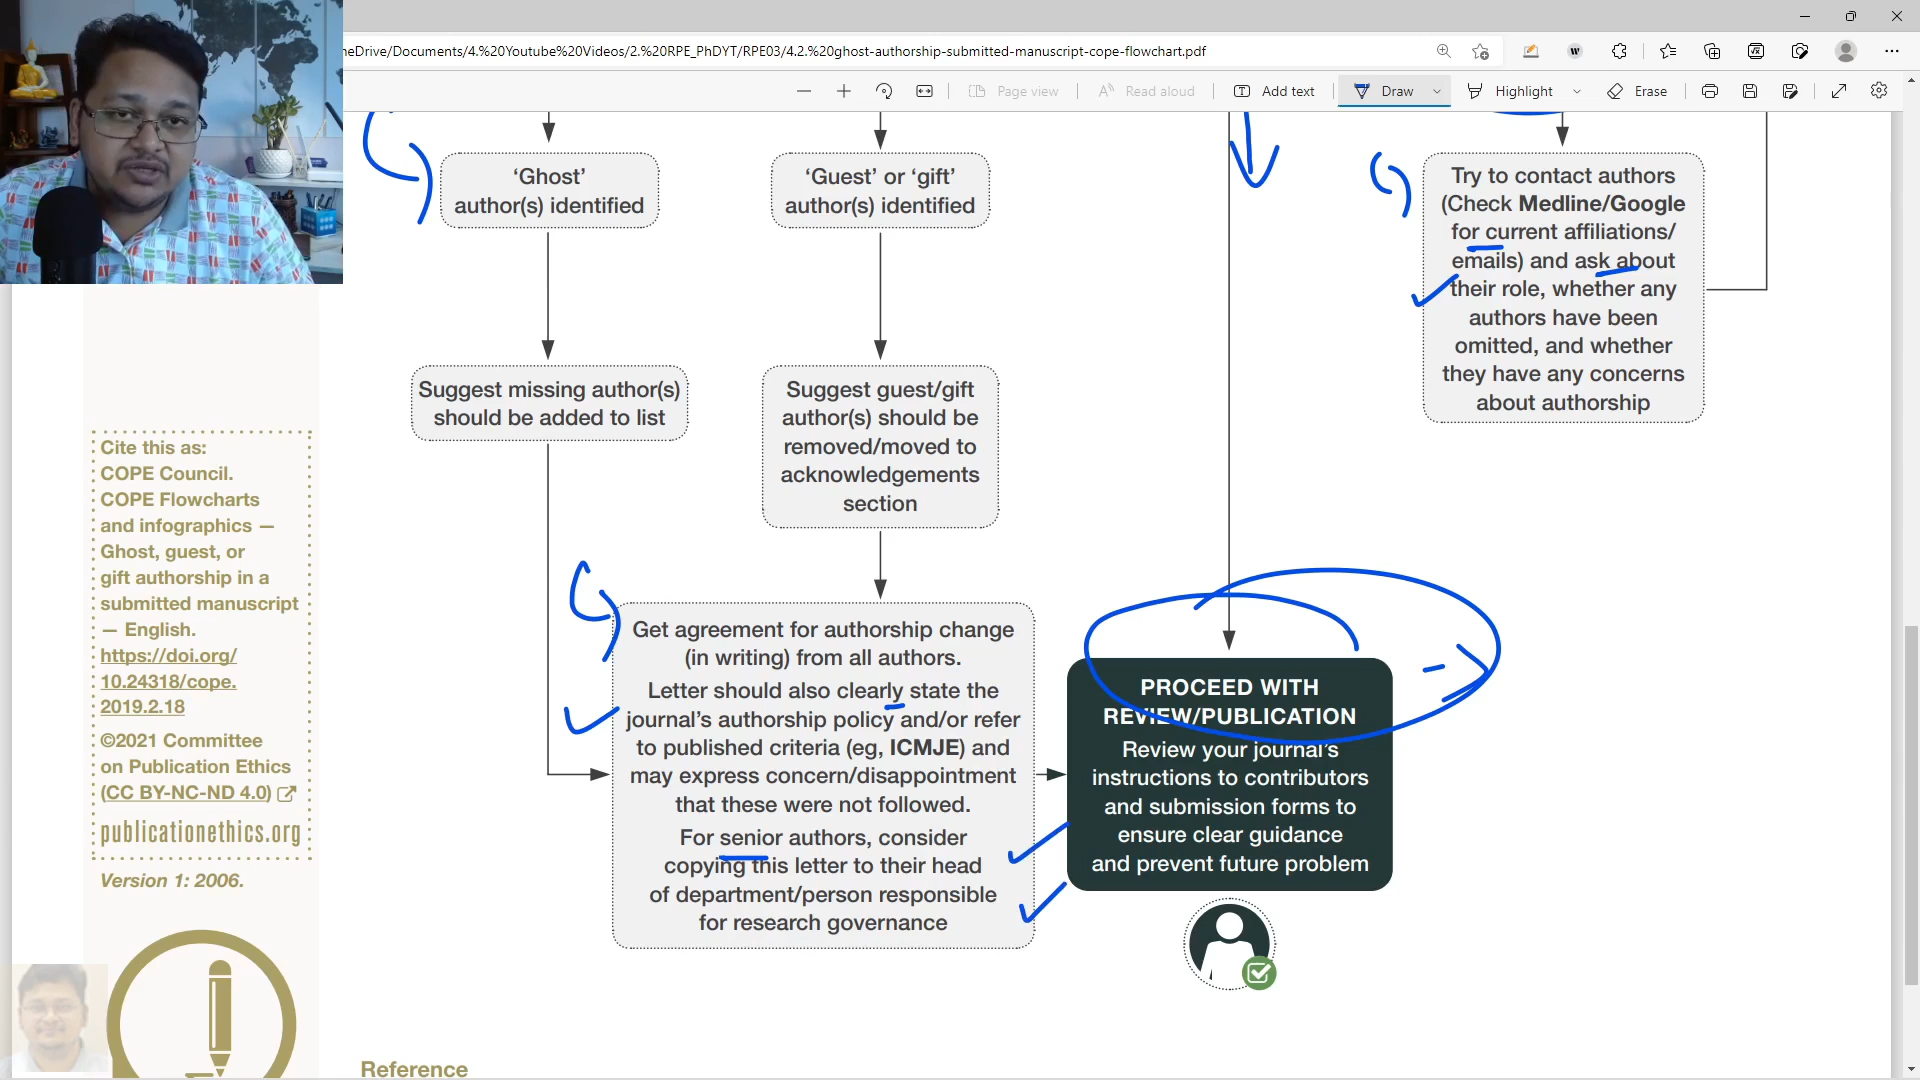 neDrive/Documents/4.%20Youtube%20Videos/2.%20RPE_PhDYT/RPE03/4.2.%20ghost-authorship-submitted-manuscript-cope-flowchart.pdf
Page view
Read aloud
Add text
Draw
Highlight
Erase
‘Ghost’
author(s) identified
‘Guest’ or ‘gift’
author(s) identified
Try to contact authors
(Check Medline/Google
for current affiliations/
emails) and ask about
their role, whether any
authors have been
omitted, and whether
they have any concerns
about authorship
Suggest missing author(s)
should be added to list
Suggest guest/gift
author(s) should be
removed/moved to
acknowledgements
section
Get agreement for authorship change
(in writing) from all authors.
Letter should also clearly state the
journal’s authorship policy and/or refer
to published criteria (eg, ICMJE) and
may express concern/disappointment
that these were not followed.
For senior authors, consider
copying this letter to their head
of department/person responsible
for research governance
PROCEED WITH
REVIEW/PUBLICATION
Review your journal’s
instructions to contributors
and submission forms to
ensure clear guidance
and prevent future problem
Cite this as:
COPE Council.
COPE Flowcharts
and infographics —
Ghost, guest, or
gift authorship in a
submitted manuscript
— English.
https://doi.org/
10.24318/cope.
2019.2.18
©2021 Committee
on Publication Ethics
(CC BY-NC-ND 4.0)
publicationethics.org
Version 1: 2006.
Reference